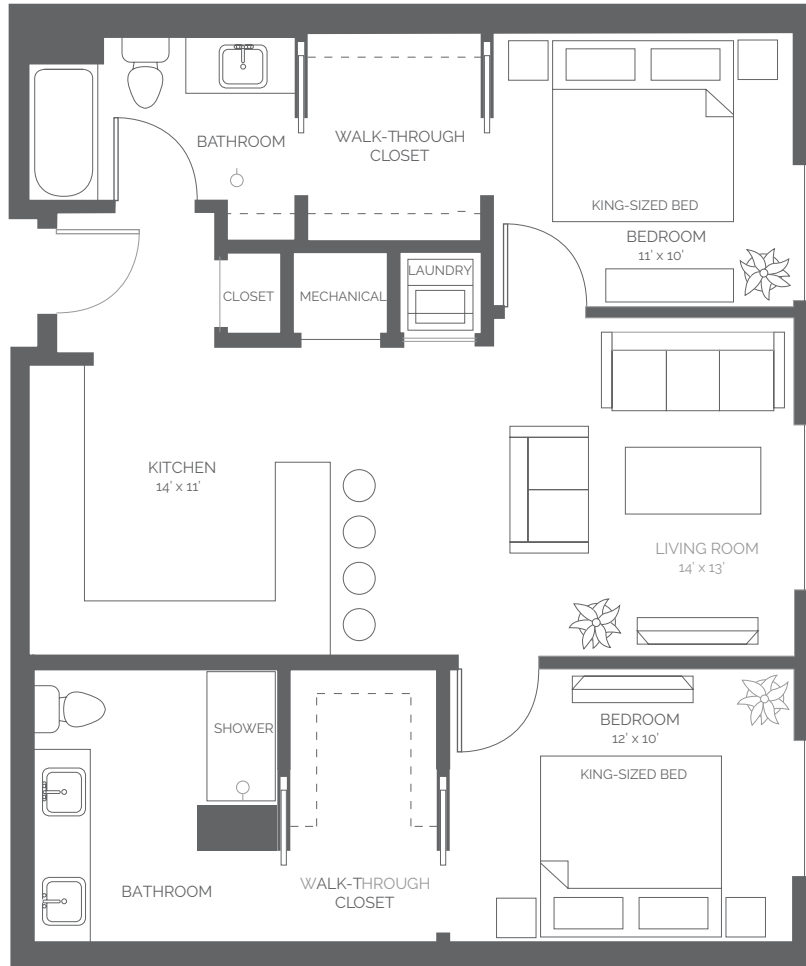 BATHROOM
WALK-THROUGH
CLOSET
KING-SIZED BED
BEDROOM
11' x 10'
LAUNDRY
CLOSET
MECHANICAL
KITCHEN
14' x 11'
LIVING ROOM
14' x 13'
SHOWER
BEDROOM
12' x 10'
KING-SIZED BED
BATHROOM
WALK-THROUGH
CLOSET